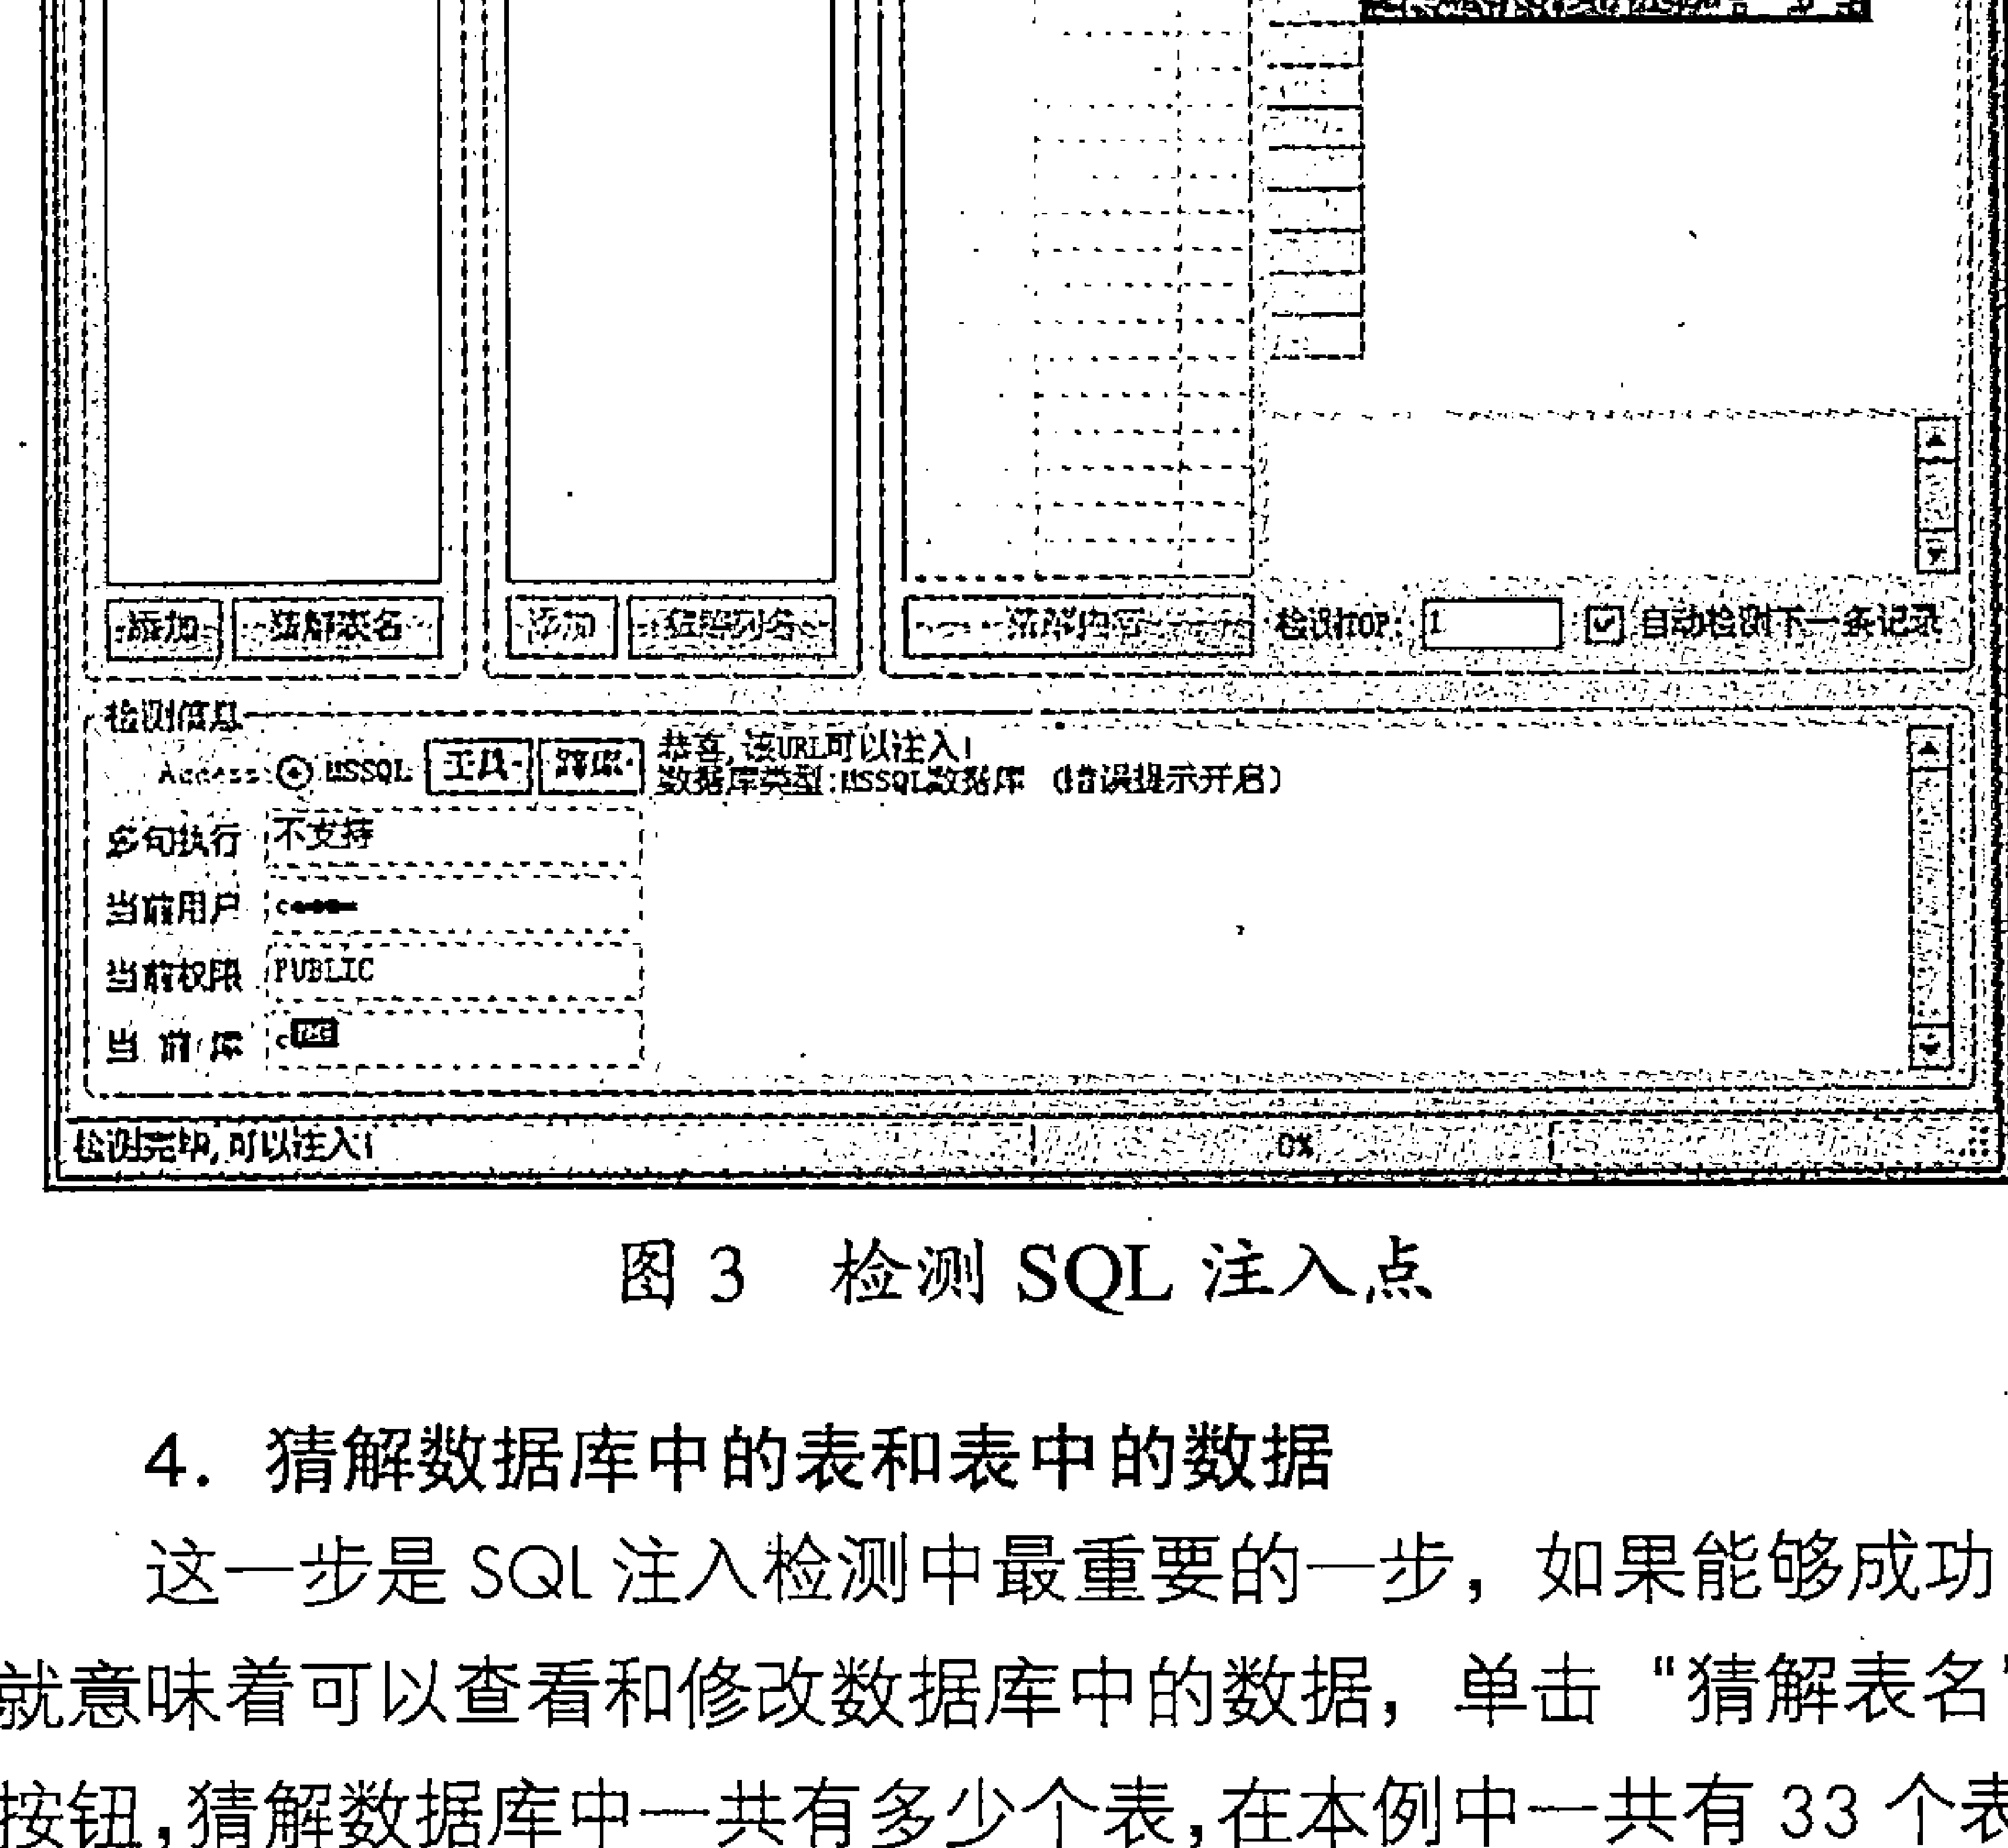 添加 猜解表名 添加 猜解列名 猜解内容 检测TOP: 1 自动检测下一条记录
检测信息
Access MSSQL 工具 跨库 恭喜,该URL可以注入!
数据库类型:MSSQL数据库 (错误提示开启)
多句执行 不支持
当前用户 c
当前权限 PUBLIC
当前库 c
检测完毕,可以注入! 0%
图 3 检测 SQL 注入点
4. 猜解数据库中的表和表中的数据
这一步是 SQL 注入检测中最重要的一步，如果能够成功
就意味着可以查看和修改数据库中的数据，单击“猜解表名”
按钮,猜解数据库中一共有多少个表,在本例中一共有 33 个表